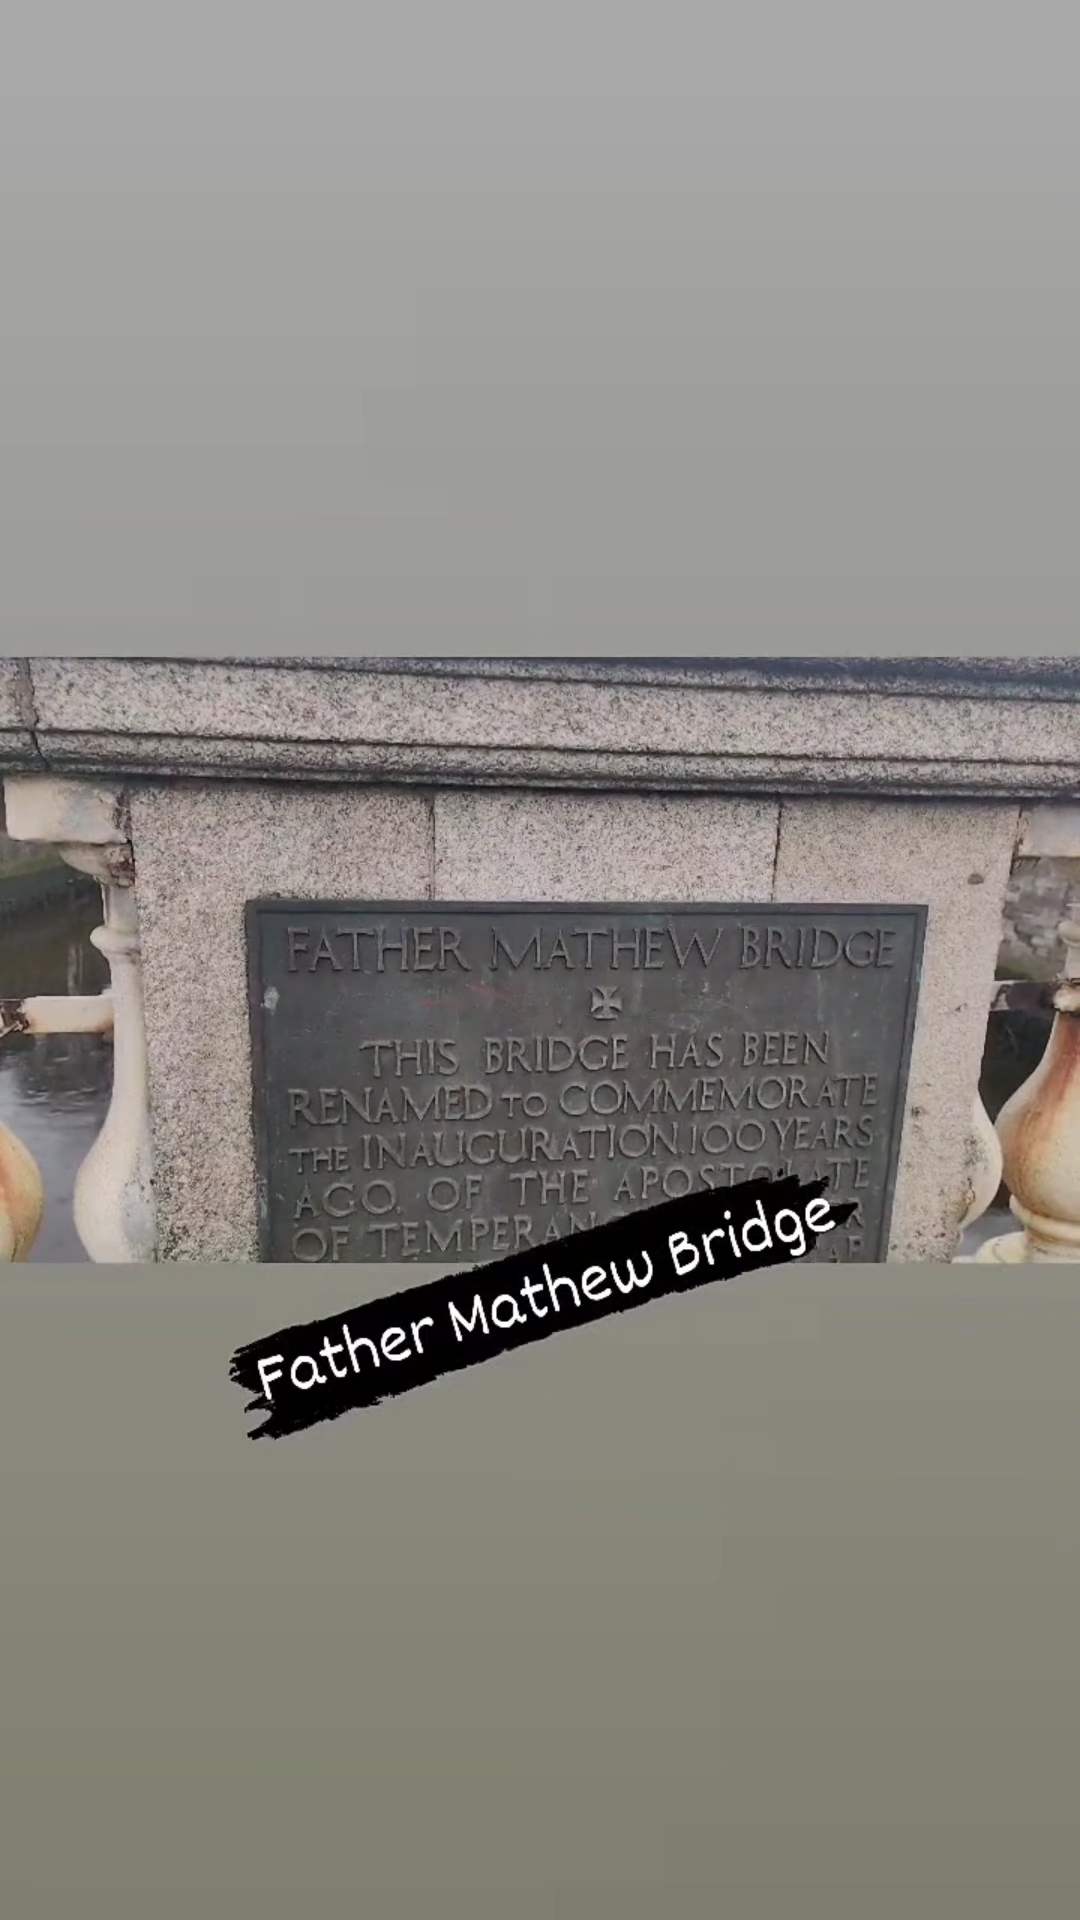 FATHER MATHEW BRIDGE
THIS BRIDGE HAS BEEN
RENAMED TO COMMEMORATE
THE INAUGURATION, 100 YEARS
AGO, OF THE
OF
Father Mathew Bridge